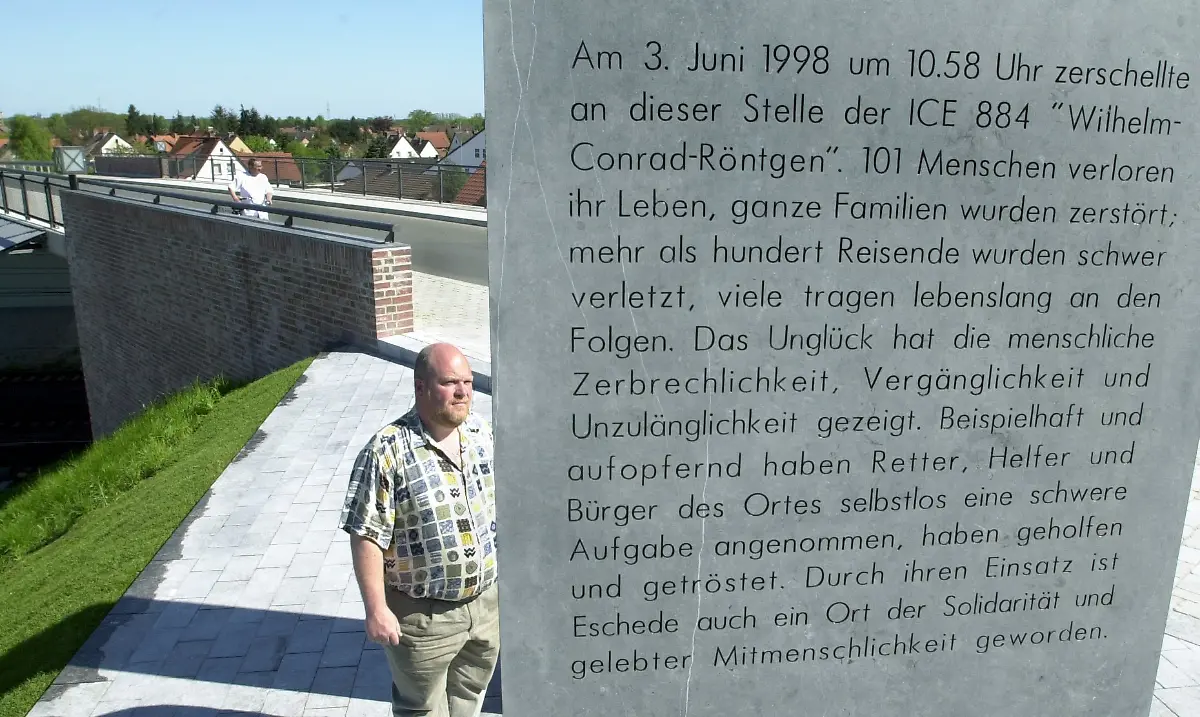 Am 3. Juni 1998 um 10.58 Uhr zerschellte
an dieser Stelle der ICE 884 "Wilhelm-
Conrad-Röntgen". 101 Menschen verloren
ihr Leben, ganze Familien wurden zerstört;
mehr als hundert Reisende wurden schwer
verletzt, viele tragen lebenslang an den
Folgen. Das Unglück hat die menschliche
Zerbrechlichkeit, Vergänglichkeit und
Unzulänglichkeit gezeigt. Beispielhaft und
aufopfernd haben Retter, Helfer und
Bürger des Ortes selbstlos eine schwere
Aufgabe angenommen, haben geholfen
und getröstet. Durch ihren Einsatz ist
Eschede auch ein Ort der Solidarität und
gelebter Mitmenschlichkeit geworden.